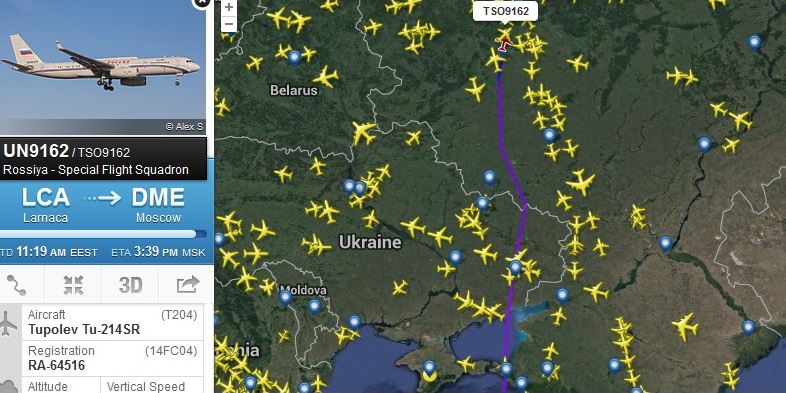 © Alex S
UN9162 / TSO9162
Rossiya - Special Flight Squadron
LCA DME
Larnaca Moscow
TD 11:19 AM EEST ETA 3:39 PM MSK
3D
Aircraft (T204)
Tupolev Tu-214SR
Registration (14FC04)
RA-64516
Altitude Vertical Speed
+
−
TSO9162
Belarus
Ukraine
Moldova
nia